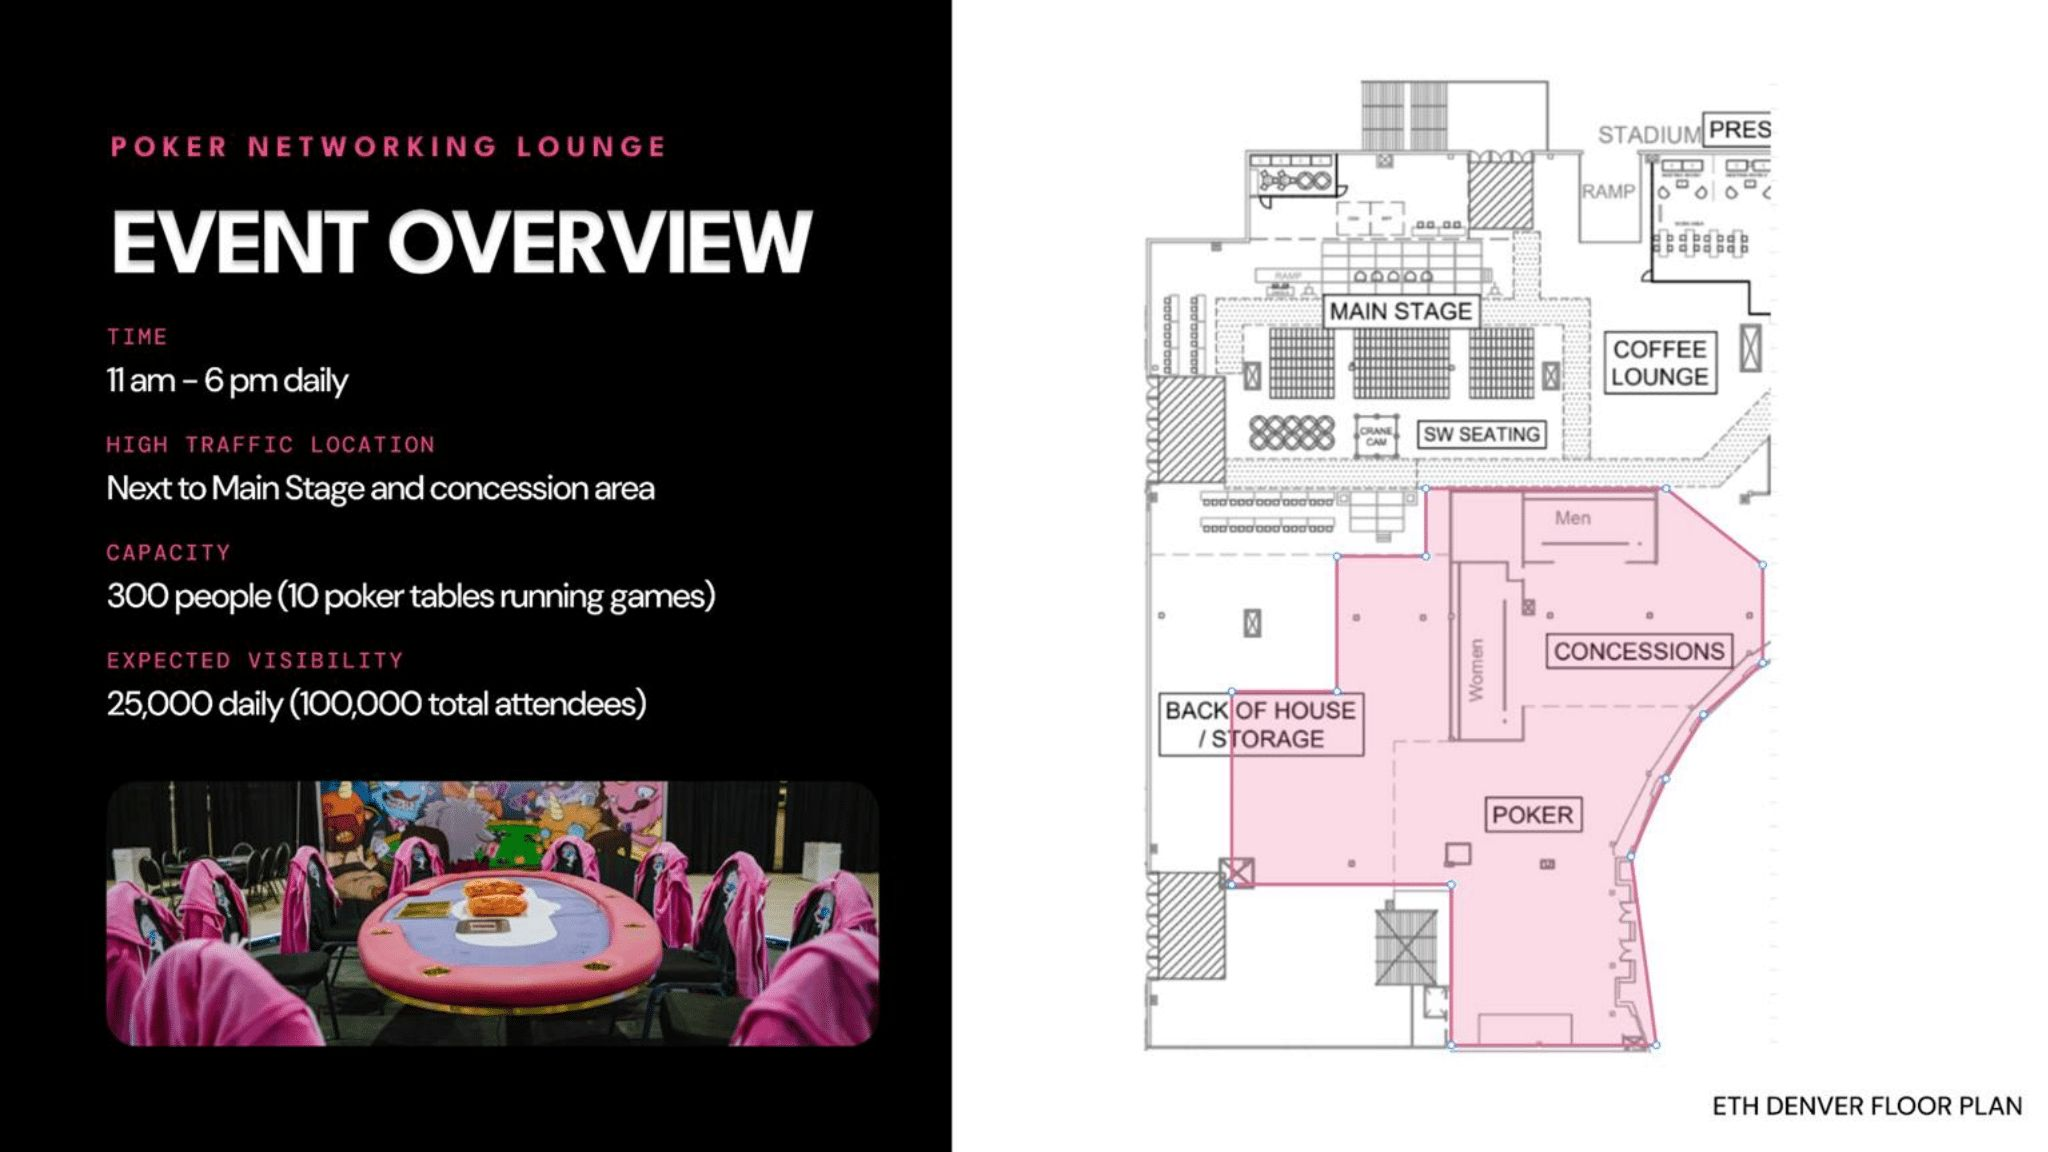 POKER NETWORKING LOUNGE
EVENT OVERVIEW
TIME
11 am - 6 pm daily
HIGH TRAFFIC LOCATION
Next to Main Stage and concession area
CAPACITY
300 people (10 poker tables running games)
EXPECTED VISIBILITY
25,000 daily (100,000 total attendees)
STADIUM
PRES
RAMP
RAMP
MAIN STAGE
COFFEE
LOUNGE
CRANE
CAM
SW SEATING
Men
Women
CONCESSIONS
BACK OF HOUSE
/ STORAGE
POKER
ETH DENVER FLOOR PLAN